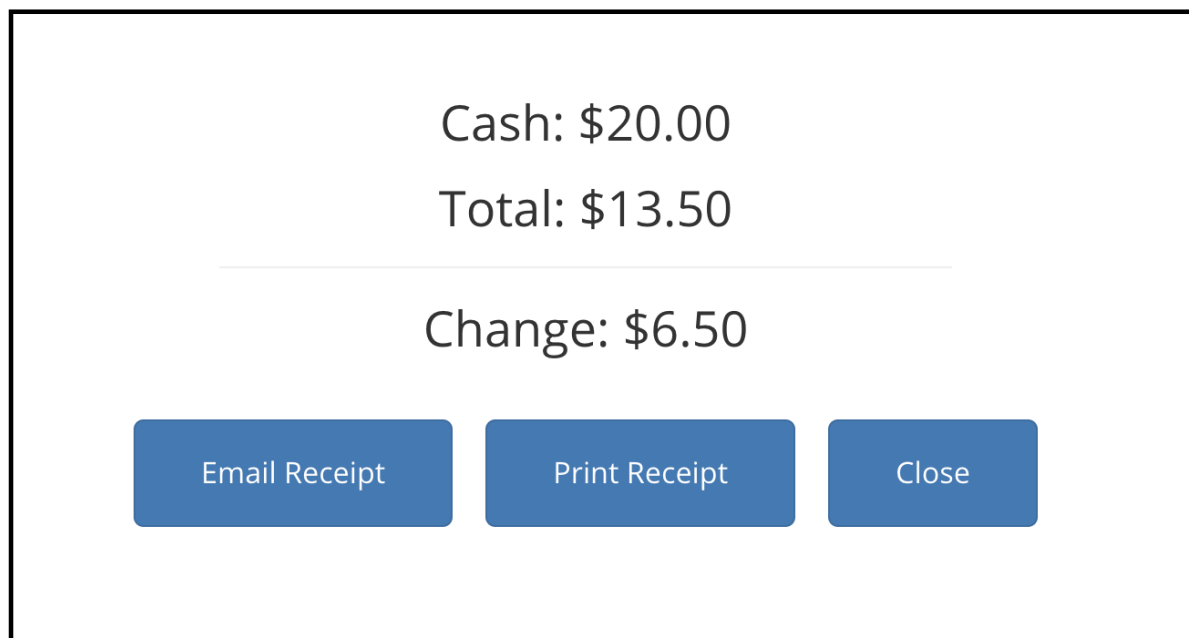 Cash: $20.00
Total: $13.50
Change: $6.50
Email Receipt
Print Receipt
Close